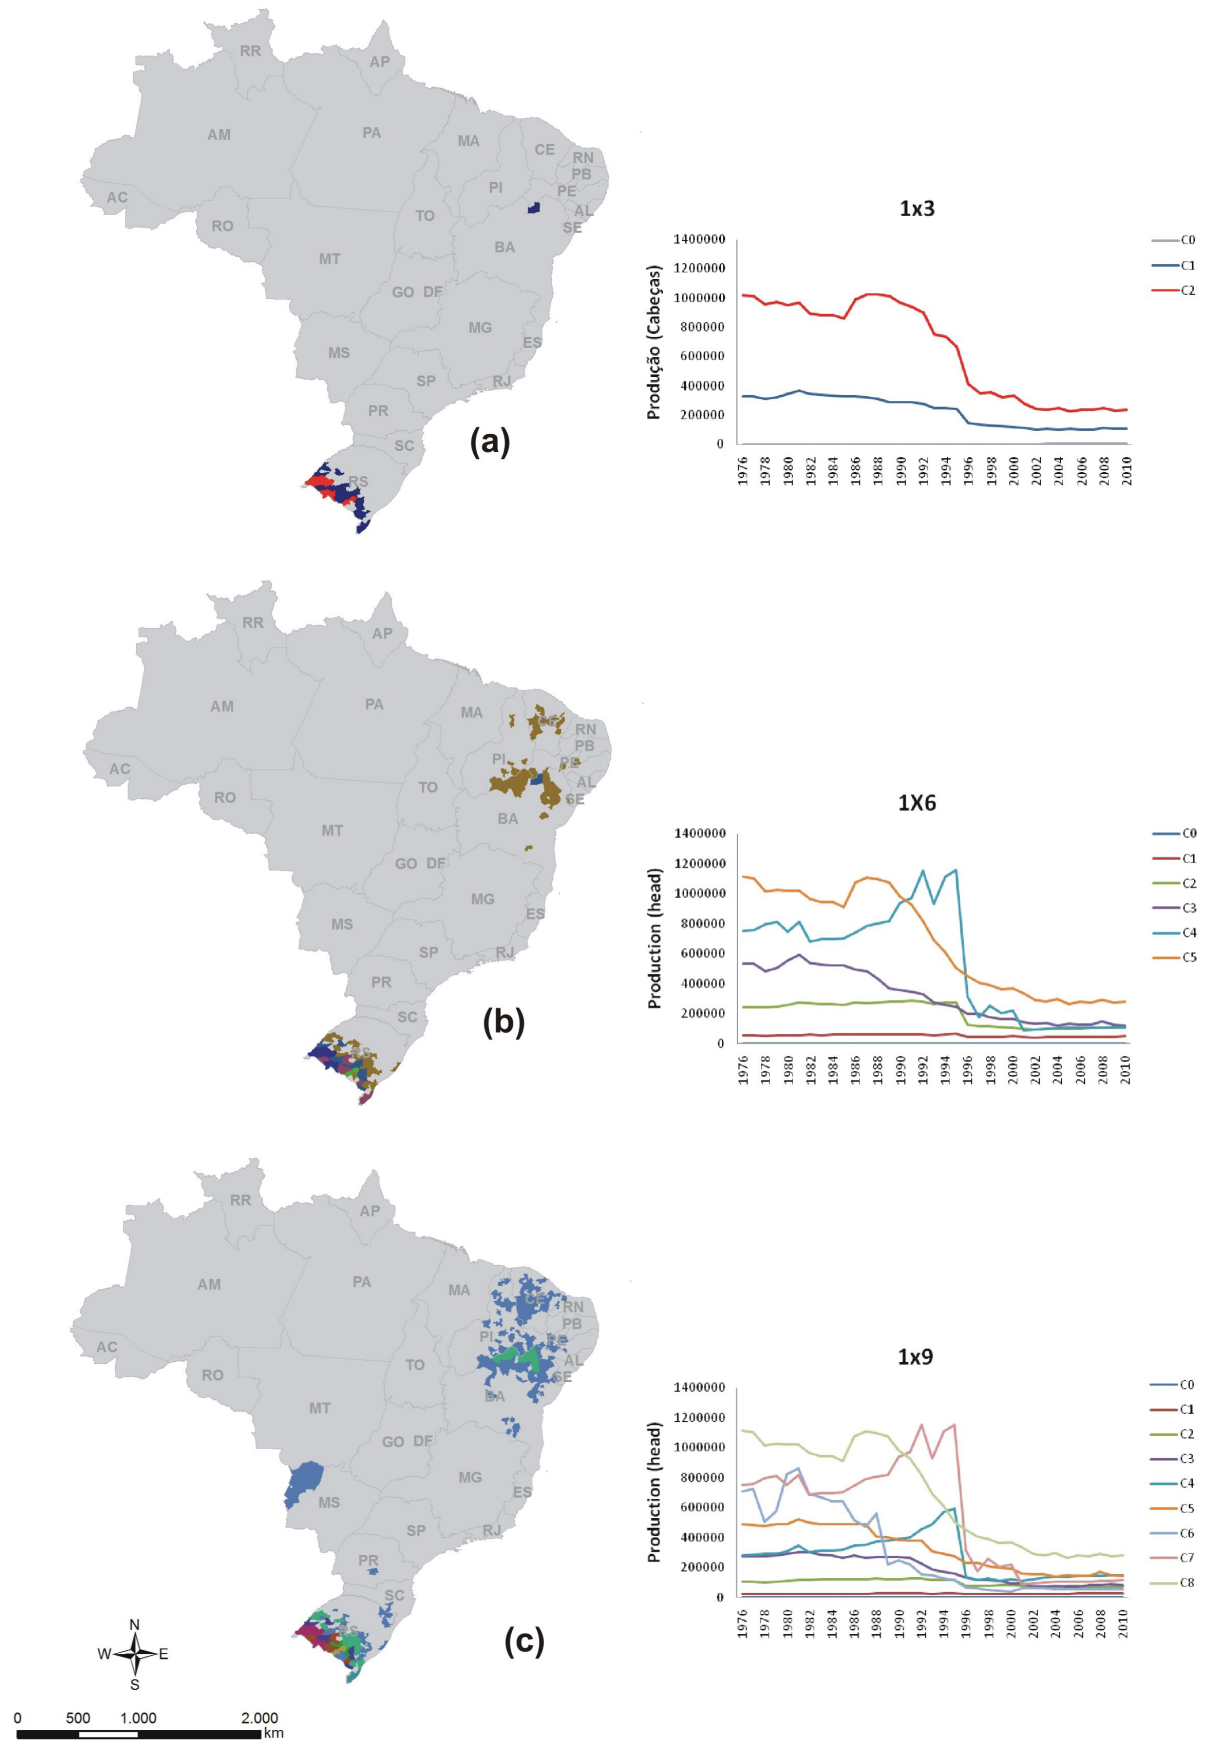 RR
AP
AM
PA
MA
CE
RN
PB
PI
PE
AC
AL
TO
RO
SE
BA
MT
GO DF
MG
ES
MS
SP
RJ
PR
SC
RS
(a)
1x3
Produção (Cabeças)
1400000
1200000
1000000
800000
600000
400000
200000
0
1976 1978 1980 1982 1984 1986 1988 1990 1992 1994 1996 1998 2000 2002 2004 2006 2008 2010
C0
C1
C2
RR
AP
AM
PA
MA
CE
RN
PB
PI
PE
AC
AL
TO
RO
SE
BA
MT
GO DF
MG
ES
MS
SP
RJ
PR
SC
RS
(b)
1X6
Production (head)
1400000
1200000
1000000
800000
600000
400000
200000
0
1976 1978 1980 1982 1984 1986 1988 1990 1992 1994 1996 1998 2000 2002 2004 2006 2008 2010
C0
C1
C2
C3
C4
C5
RR
AP
AM
PA
MA
CE
RN
PB
PI
PE
AC
AL
TO
RO
SE
BA
MT
GO DF
MG
ES
MS
SP
RJ
PR
SC
RS
(c)
1x9
Production (head)
1400000
1200000
1000000
800000
600000
400000
200000
0
1976 1978 1980 1982 1984 1986 1988 1990 1992 1994 1996 1998 2000 2002 2004 2006 2008 2010
C0
C1
C2
C3
C4
C5
C6
C7
C8
N
W E
S
0 500 1.000 2.000
km